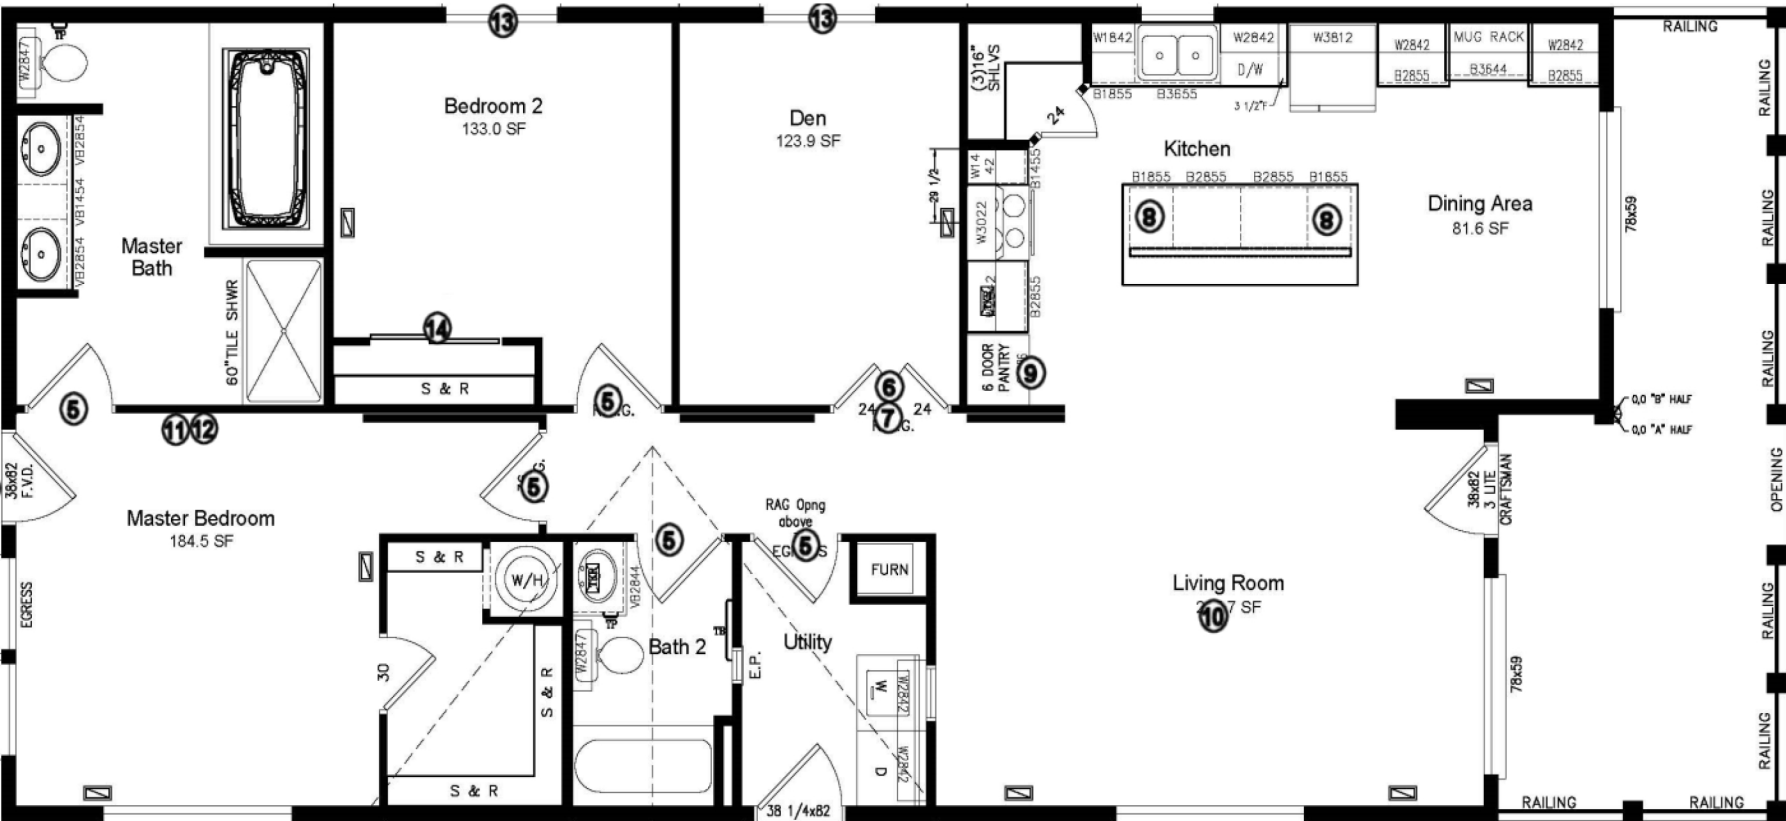 13
13
RAILING
W2847
TP
(3)16"
SHLVS
W1842
W2842
W3812
W2842
MUG RACK
W2842
D/W
B2855
B3644
B2855
B1855
B3655
3 1/2"F
24
RAILING
Bedroom 2
133.0 SF
Den
123.9 SF
Kitchen
VB2854
VB1454
VB2854
W14
42
B1455
29 1/2
W3022
B2855
B1855
B2855
B2855
B1855
8
8
Dining Area
81.6 SF
78x59
RAILING
Master
Bath
60"TILE SHWR
14
S & R
6 DOOR
PANTRY
9
RAILING
5
5
6
24
7
24
0,0 "B" HALF
0,0 "A" HALF
11
12
38x82
F.V.D.
5
Master Bedroom
184.5 SF
RAG Opng
above
5
5
38x82
3 LITE
CRAFTSMAN
OPENING
S & R
W/H
VB2844
FURN
Living Room
10
7 SF
EGRESS
TP
TB
W2847
Bath 2
Utility
E.P.
30
S & R
W
W2842
78x59
RAILING
RAILING
D
W2842
S & R
38 1/4x82
RAILING
RAILING